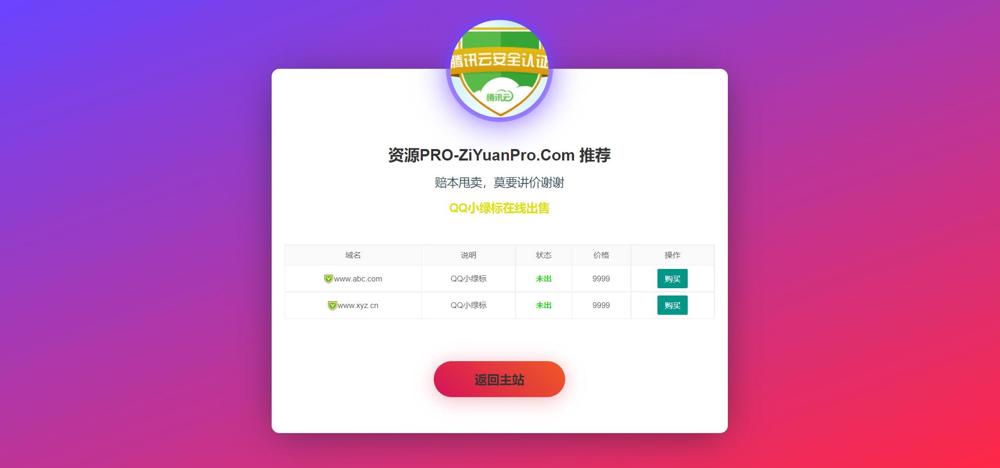 腾讯云安全认证
腾讯云
资源PRO-ZiYuanPro.Com 推荐
赔本甩卖，莫要讲价谢谢
QQ小绿标在线出售
域名 说明 状态 价格 操作
www.abc.com QQ小绿标 未出 9999 购买
www.xyz.cn QQ小绿标 未出 9999 购买
返回主站